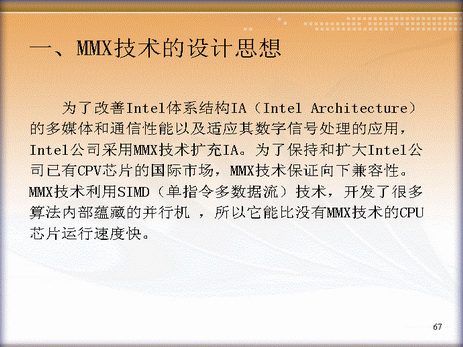 一、MMX技术的设计思想
为了改善Intel体系结构IA（Intel Architecture）
的多媒体和通信性能以及适应其数字信号处理的应用，
Intel公司采用MMX技术扩充IA。为了保持和扩大Intel公
司已有CPV芯片的国际市场，MMX技术保证向下兼容性。
MMX技术利用SIMD（单指令多数据流）技术，开发了很多
算法内部蕴藏的并行机 ，所以它能比没有MMX技术的CPU
芯片运行速度快。
67